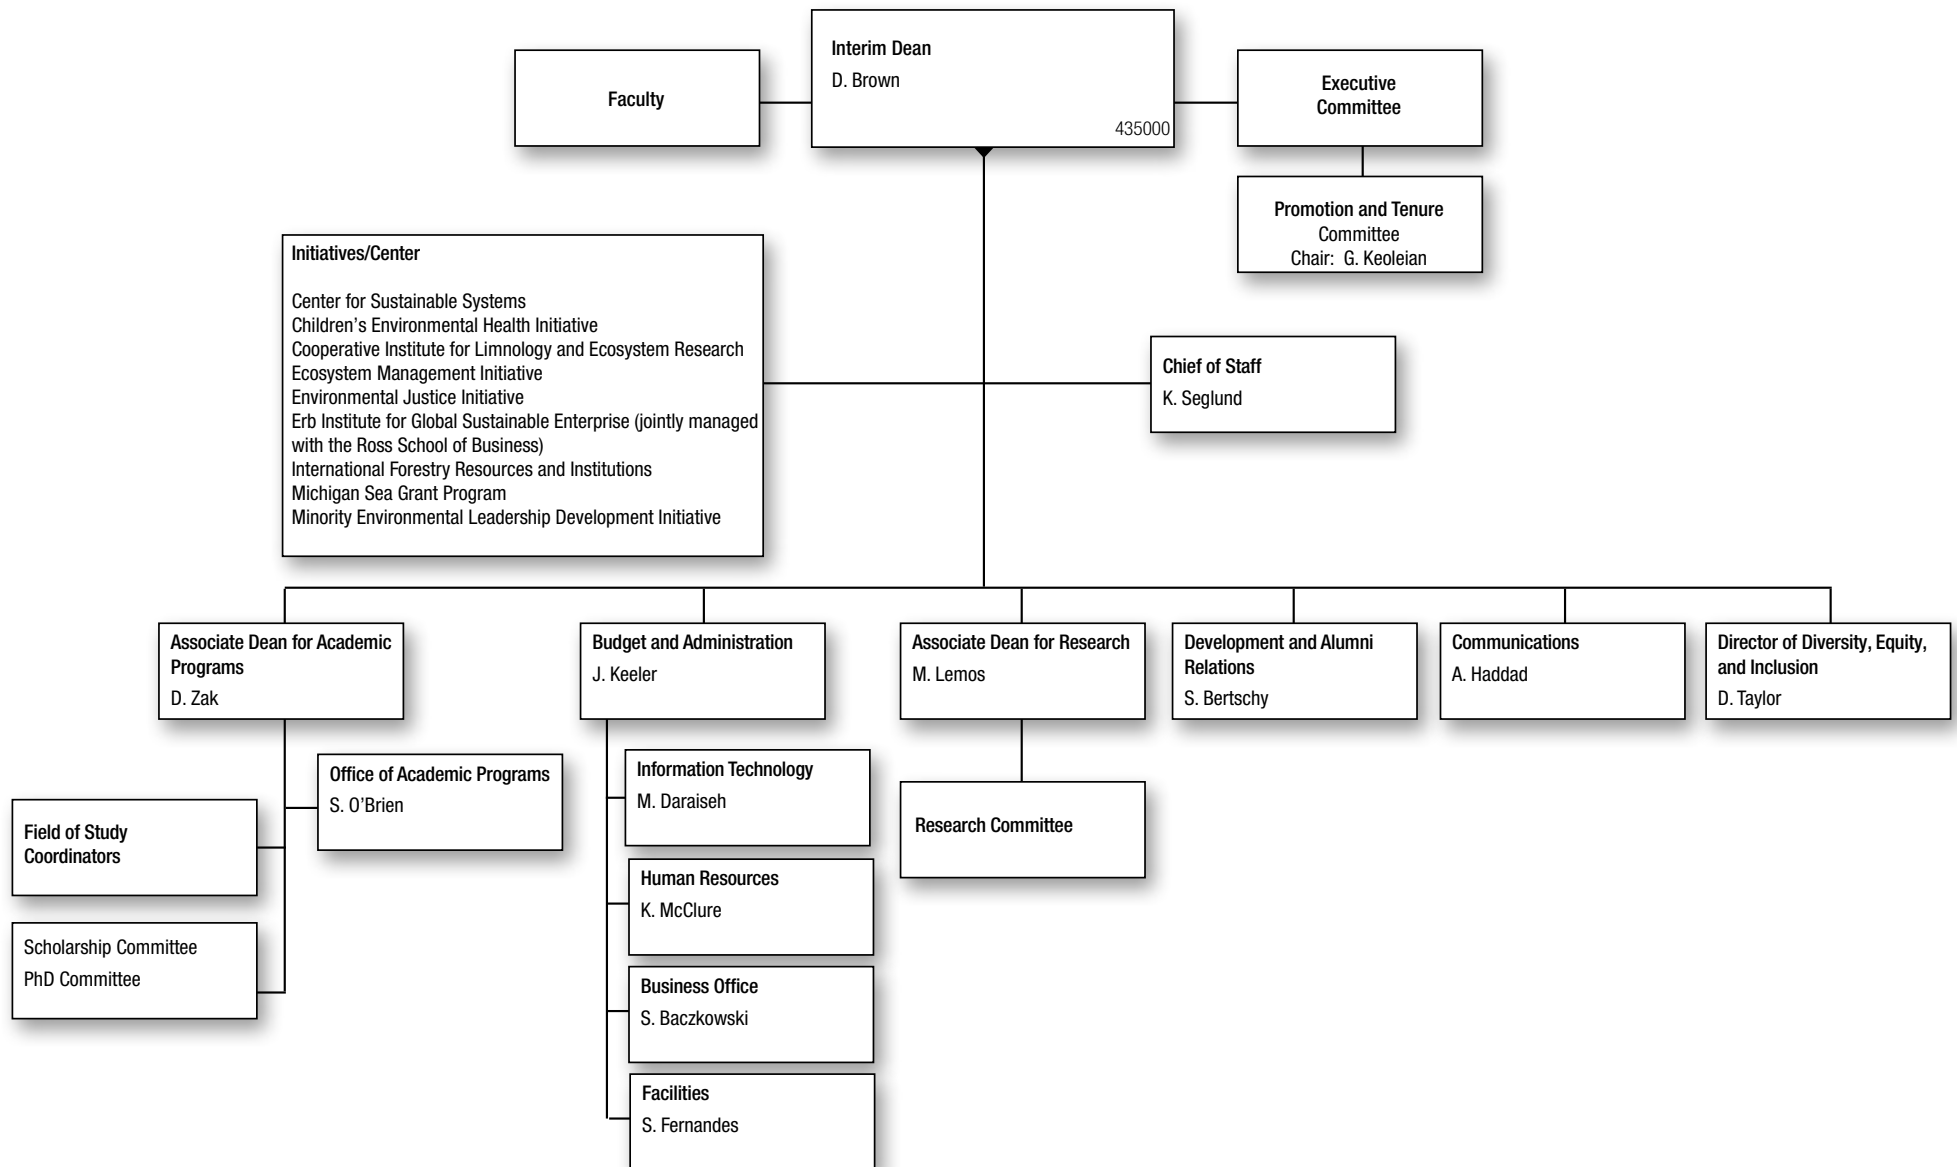 Interim Dean
D. Brown
435000
Faculty
Executive
Committee
Promotion and Tenure
Committee
Chair: G. Keoleian
Initiatives/Center
Center for Sustainable Systems
Children’s Environmental Health Initiative
Cooperative Institute for Limnology and Ecosystem Research
Ecosystem Management Initiative
Environmental Justice Initiative
Erb Institute for Global Sustainable Enterprise (jointly managed
with the Ross School of Business)
International Forestry Resources and Institutions
Michigan Sea Grant Program
Minority Environmental Leadership Development Initiative
Chief of Staff
K. Seglund
Associate Dean for Academic
Programs
D. Zak
Budget and Administration
J. Keeler
Associate Dean for Research
M. Lemos
Development and Alumni
Relations
S. Bertschy
Communications
A. Haddad
Director of Diversity, Equity,
and Inclusion
D. Taylor
Office of Academic Programs
S. O’Brien
Field of Study
Coordinators
Scholarship Committee
PhD Committee
Information Technology
M. Daraiseh
Human Resources
K. McClure
Business Office
S. Baczkowski
Facilities
S. Fernandes
Research Committee